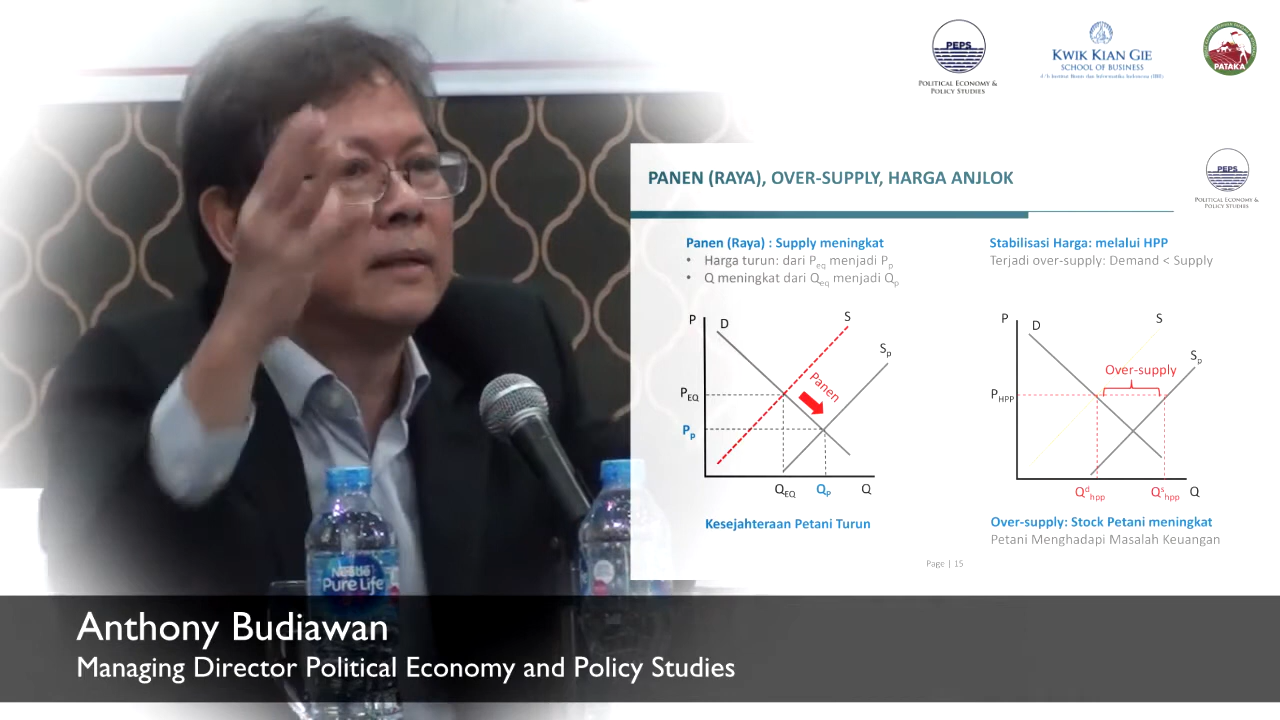 PEPS
POLITICAL ECONOMY &
POLICY STUDIES
KWIK KIAN GIE
SCHOOL OF BUSINESS
PATAKA
PANEN (RAYA), OVER-SUPPLY, HARGA ANJLOK
PEPS
POLITICAL ECONOMY &
POLICY STUDIES
Panen (Raya) : Supply meningkat
• Harga turun: dari Peq menjadi Pp
• Q meningkat dari Qeq menjadi Qp
Stabilisasi Harga: melalui HPP
Terjadi over-supply: Demand < Supply
P
D
S
Sp
Panen
PEQ
Pp
QEQ
QP
Q
P
D
S
Sp
Over-supply
PHPP
Qdhpp
Qshpp
Q
Kesejahteraan Petani Turun
Over-supply: Stock Petani meningkat
Petani Menghadapi Masalah Keuangan
Page | 15
Nestlé
Pure Life
Anthony Budiawan
Managing Director Political Economy and Policy Studies